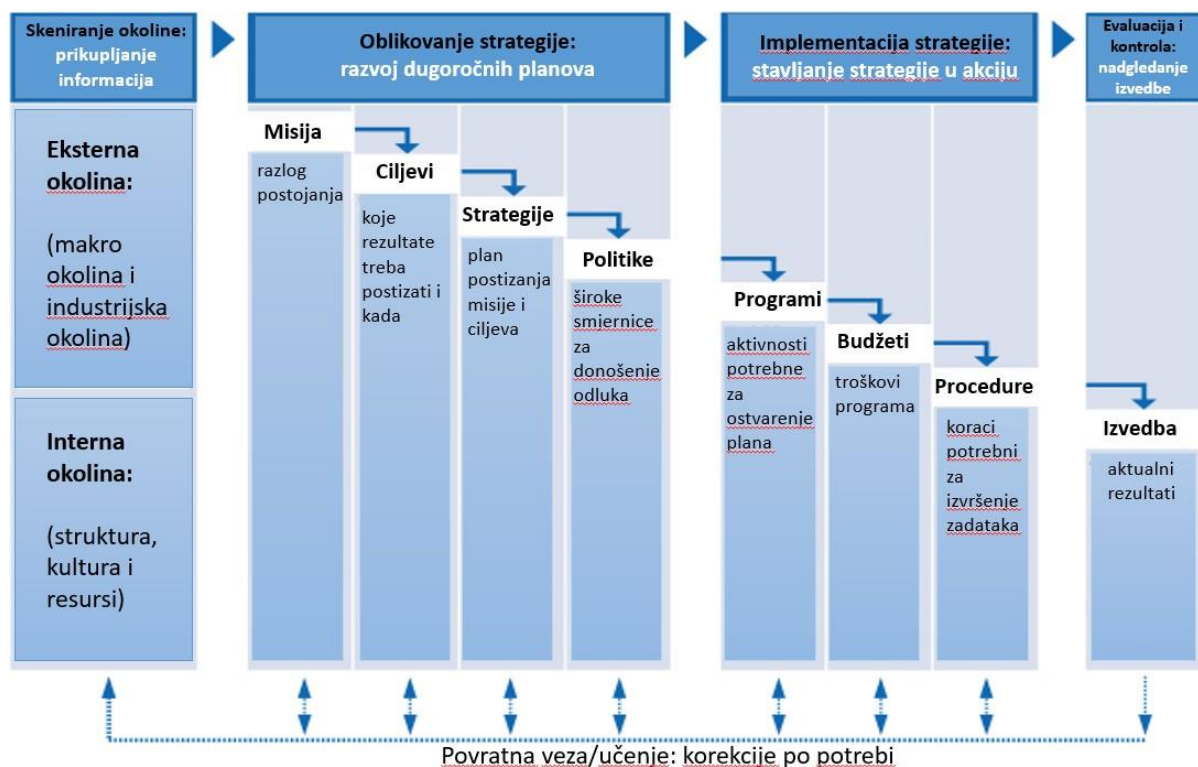 Skeniranje okoline:
prikupljanje
informacija
Oblikovanje strategije:
razvoj dugoročnih planova
Implementacija strategije:
stavljanje strategije u akciju
Evaluacija i
kontrola:
nadgledanje
izvedbe
Eksterna
okolina:
(makro
okolina i
industrijska
okolina)
Interna
okolina:
(struktura,
kultura i
resursi)
Misija
razlog
postojanja
Ciljevi
koje
rezultate
treba
postizati i
kada
Strategije
plan
postizanja
misije i
ciljeva
Politike
široke
smjernice
za
donošenje
odluka
Programi
aktivnosti
potrebne
za
ostvarenje
plana
Budžeti
troškovi
programa
Procedure
koraci
potrebni
za
izvršenje
zadataka
Izvedba
aktualni
rezultati
Povratna veza/učenje: korekcije po potrebi